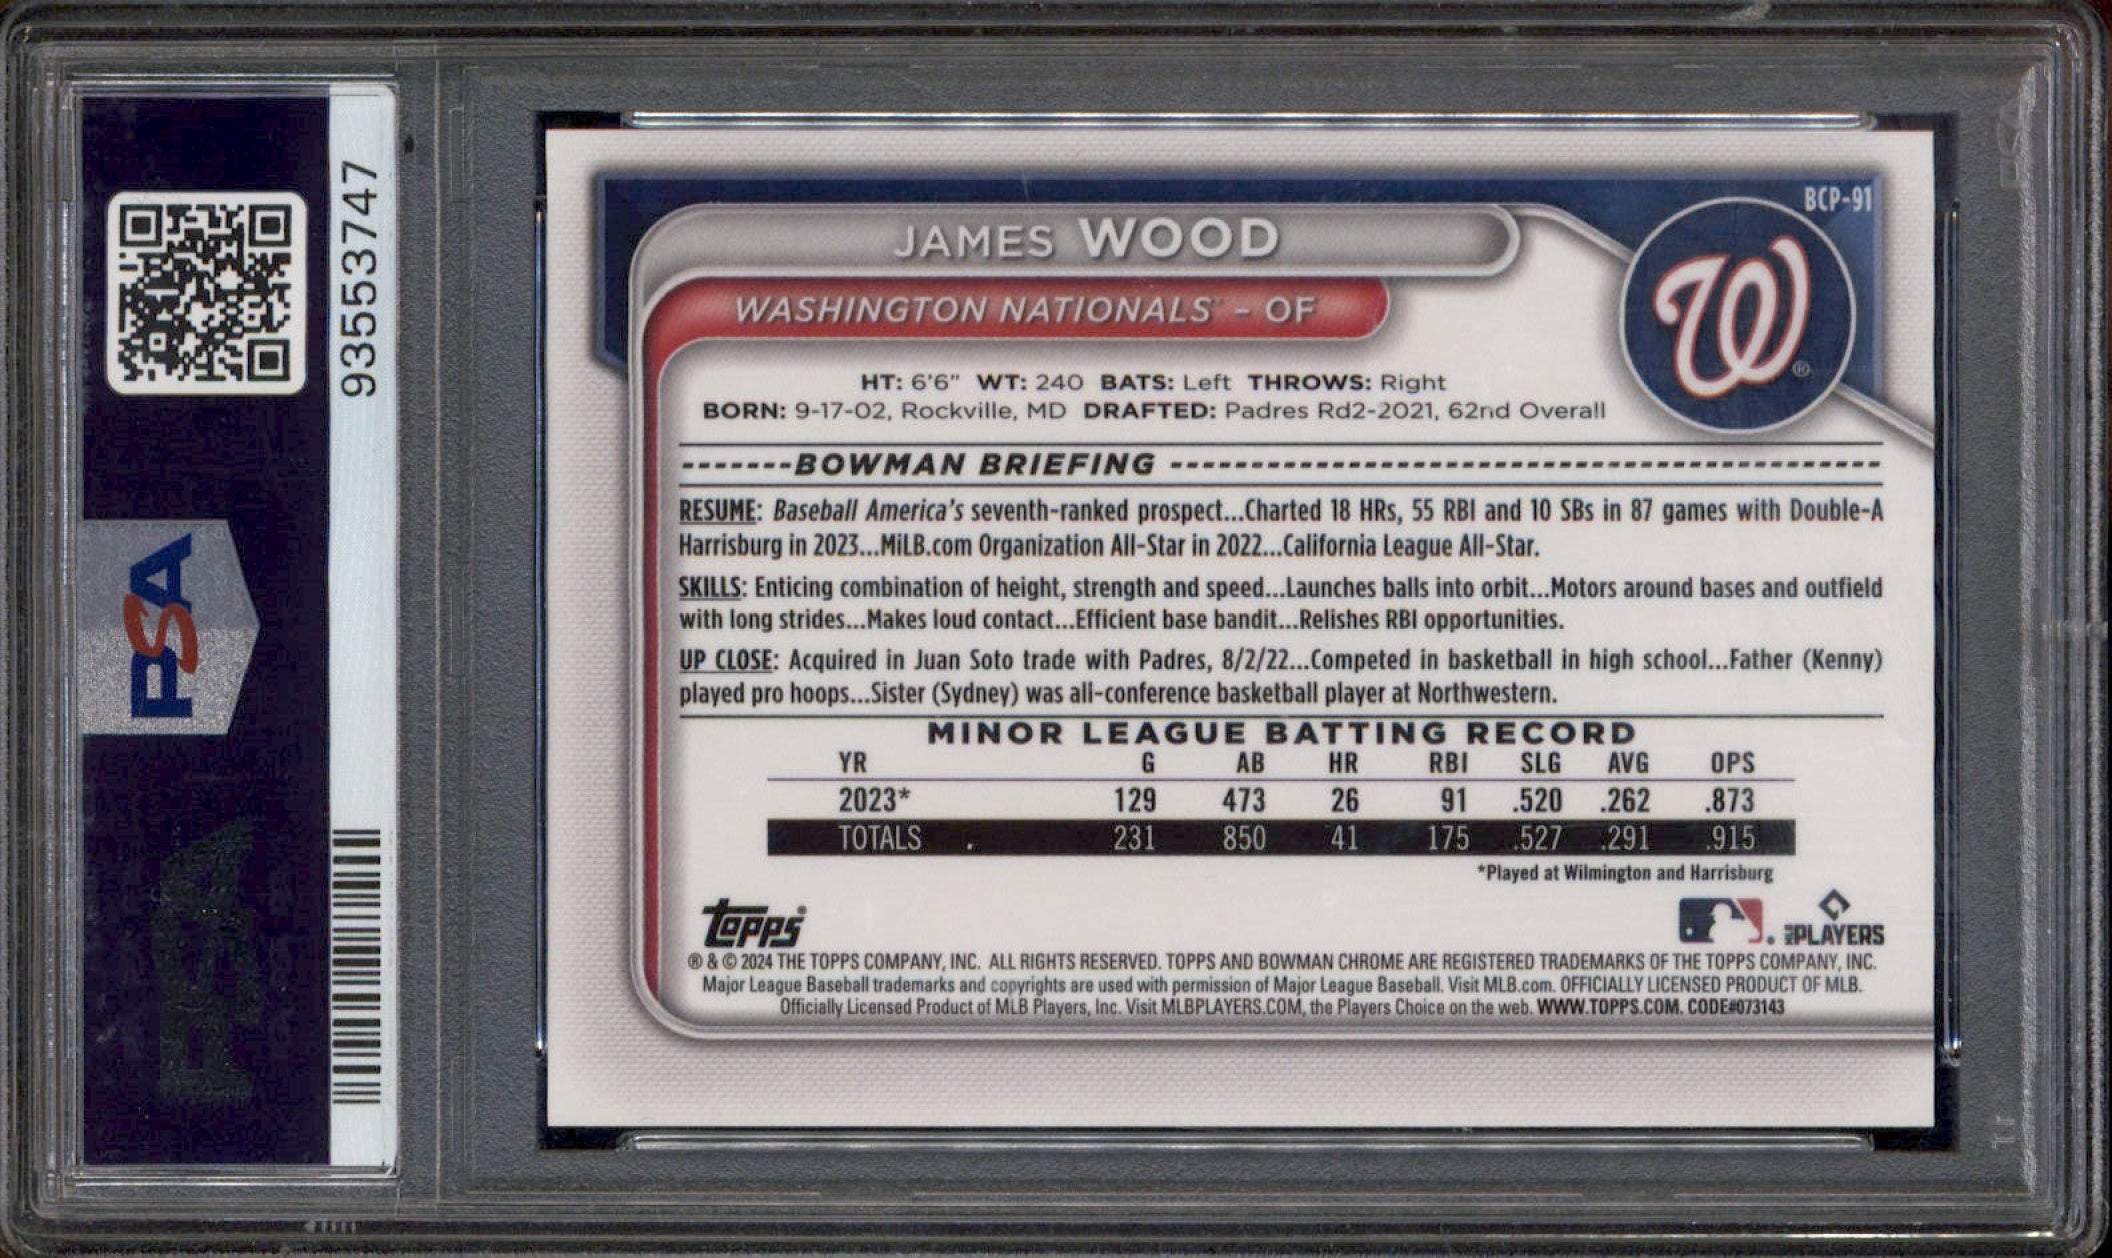 93553747
PSA
BCP-91
JAMES WOOD
WASHINGTON NATIONALS - OF
W ®
HT: 6'6" WT: 240 BATS: Left THROWS: Right
BORN: 9-17-02, Rockville, MD DRAFTED: Padres Rd2-2021, 62nd Overall
BOWMAN BRIEFING
RESUME: Baseball America's seventh-ranked prospect...Charted 18 HRs, 55 RBI and 10 SBs in 87 games with Double-A
Harrisburg in 2023...MiLB.com Organization All-Star in 2022...California League All-Star.
SKILLS: Enticing combination of height, strength and speed...Launches balls into orbit...Motors around bases and outfield
with long strides...Makes loud contact...Efficient base bandit...Relishes RBI opportunities.
UP CLOSE: Acquired in Juan Soto trade with Padres, 8/2/22...Competed in basketball in high school...Father (Kenny)
played pro hoops...Sister (Sydney) was all-conference basketball player at Northwestern.
MINOR LEAGUE BATTING RECORD
YR G AB HR RBI SLG AVG OPS
2023* 129 473 26 91 .520 .262 .873
TOTALS . 231 850 41 175 .527 .291 .915
*Played at Wilmington and Harrisburg
topps®
MLB PLAYERS
® & © 2024 THE TOPPS COMPANY, INC. ALL RIGHTS RESERVED. TOPPS AND BOWMAN CHROME ARE REGISTERED TRADEMARKS OF THE TOPPS COMPANY, INC.
Major League Baseball trademarks and copyrights are used with permission of Major League Baseball. Visit MLB.com. OFFICIALLY LICENSED PRODUCT OF MLB.
Officially Licensed Product of MLB Players, Inc. Visit MLBPLAYERS.COM, the Players Choice on the web. WWW.TOPPS.COM. CODE#073143
PSA